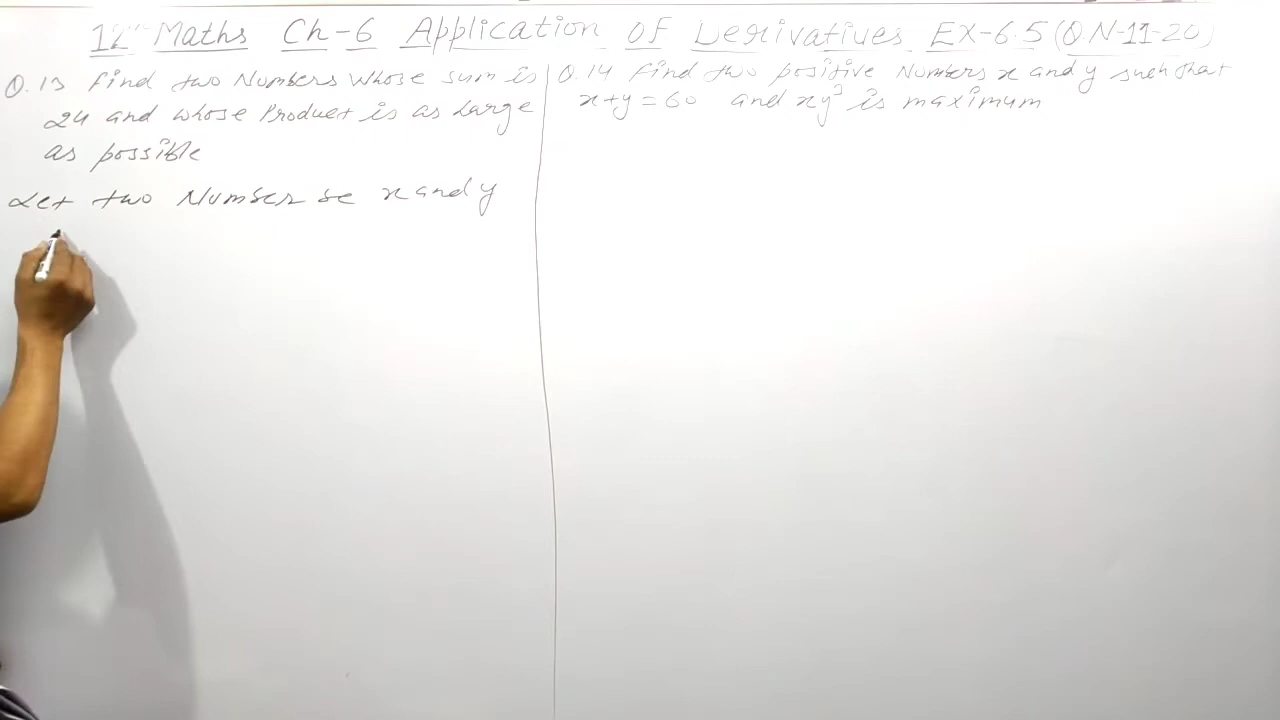 12th Maths Ch-6 Application of Derivatives EX-6.5 (Q.N-11-20)
Q.13 Find two Numbers whose sum is
24 and whose Product is as Large
as possible
Let two Number be x and y
Q.14 Find two positive Numbers x and y such that
x+y=60 and xy³ is maximum